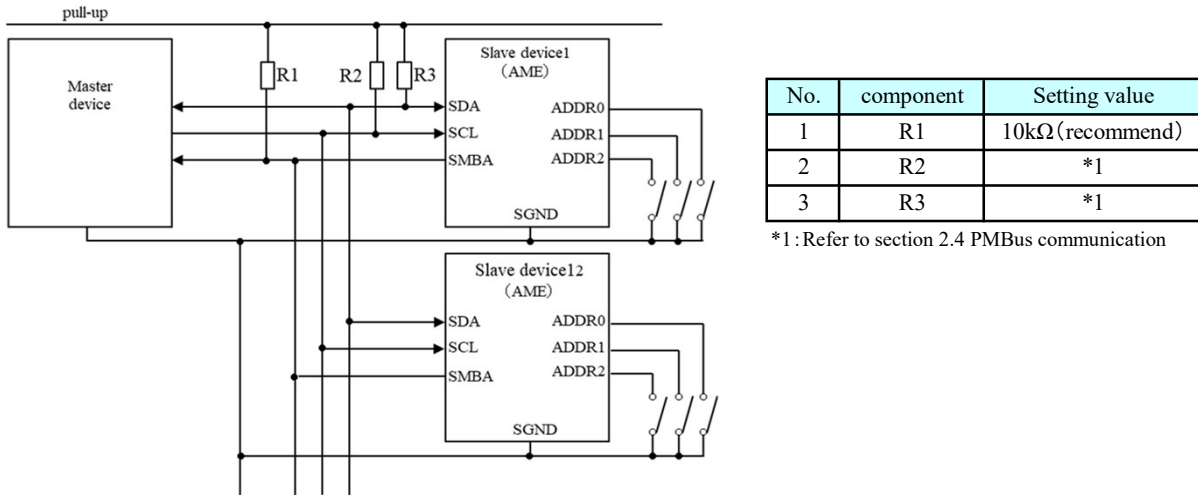 pull-up
Master
device
R1
R2
R3
Slave device1
（AME）
SDA
SCL
SMBA
ADDR0
ADDR1
ADDR2
SGND
Slave device12
（AME）
SDA
SCL
SMBA
ADDR0
ADDR1
ADDR2
SGND
No. component Setting value
1 R1 10kΩ（recommend）
2 R2 *1
3 R3 *1
*1：Refer to section 2.4 PMBus communication